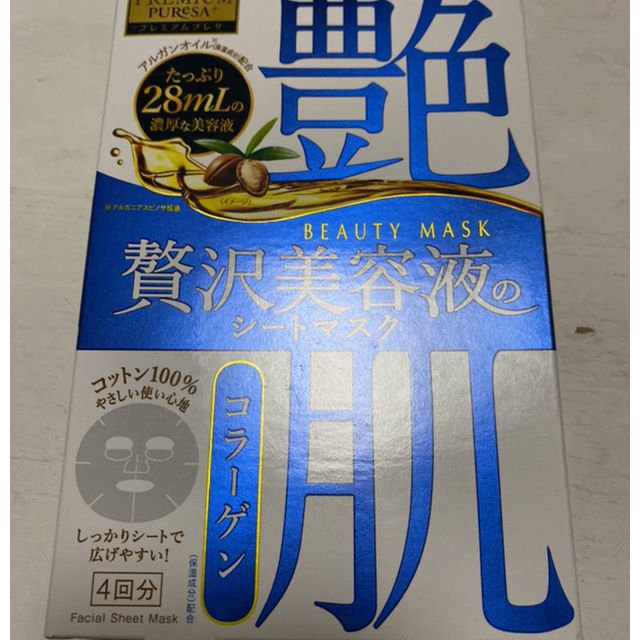 PREMIUM
PURESA
プレミアムプレサ
アルガンオイル※(保湿成分)配合
たっぷり
28mLの
濃厚な美容液
※アルガニアスピノサ核油
(イメージ)
艶
BEAUTY MASK
贅沢美容液の
シートマスク
肌
コットン100%
やさしい使い心地
コラーゲン
(保湿成分)配合
しっかりシートで
広げやすい!
4回分
Facial Sheet Mask